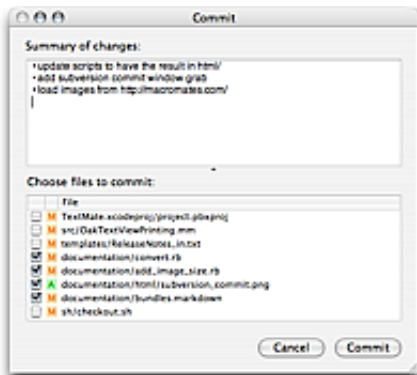 Commit
Summary of changes:
• update scripts to have the result in html/
• add subversion commit window grab
• load images from http://macromates.com/
Choose files to commit:
File
M TextMate.xcodeproj/project.pbxproj
M src/OakTextViewPrinting.mm
M templates/ReleaseNotes_in.txt
M documentation/convert.rb
M documentation/add_image_size.rb
A documentation/html/subversion_commit.png
M documentation/bundles.markdown
M sh/checkout.sh
Cancel Commit